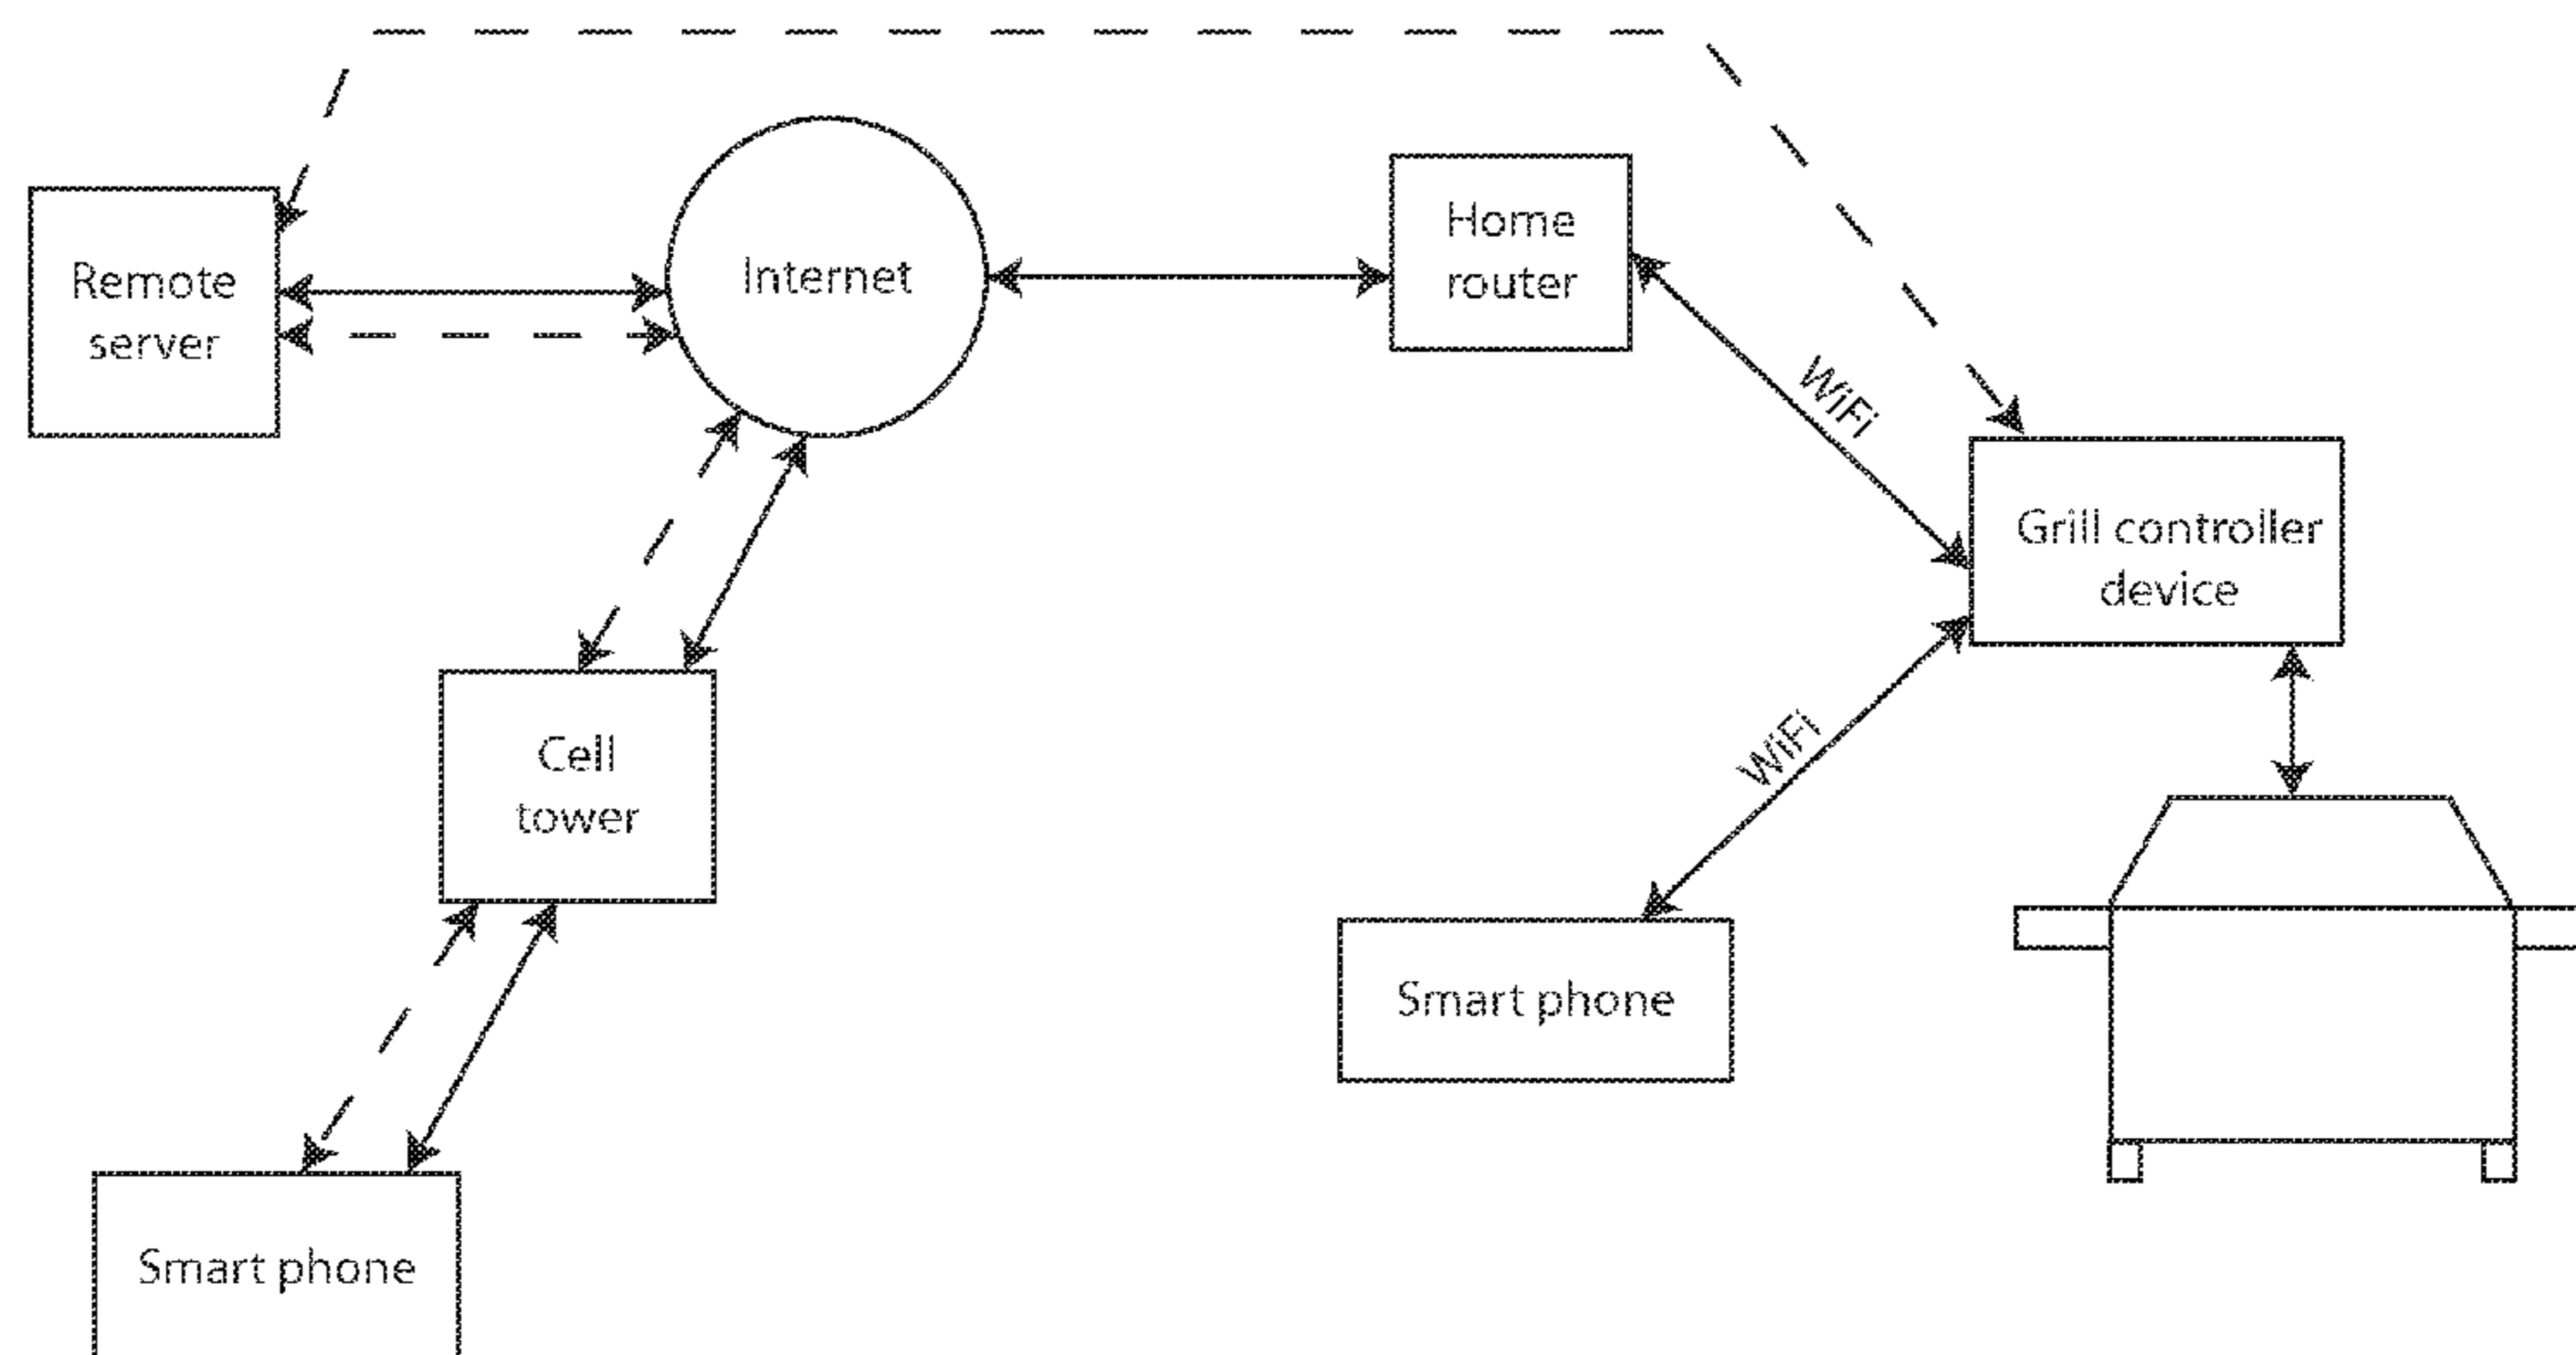 Remote
server
Internet
Home
router
WiFi
Grill controller
device
Cell
tower
WiFi
Smart phone
Smart phone